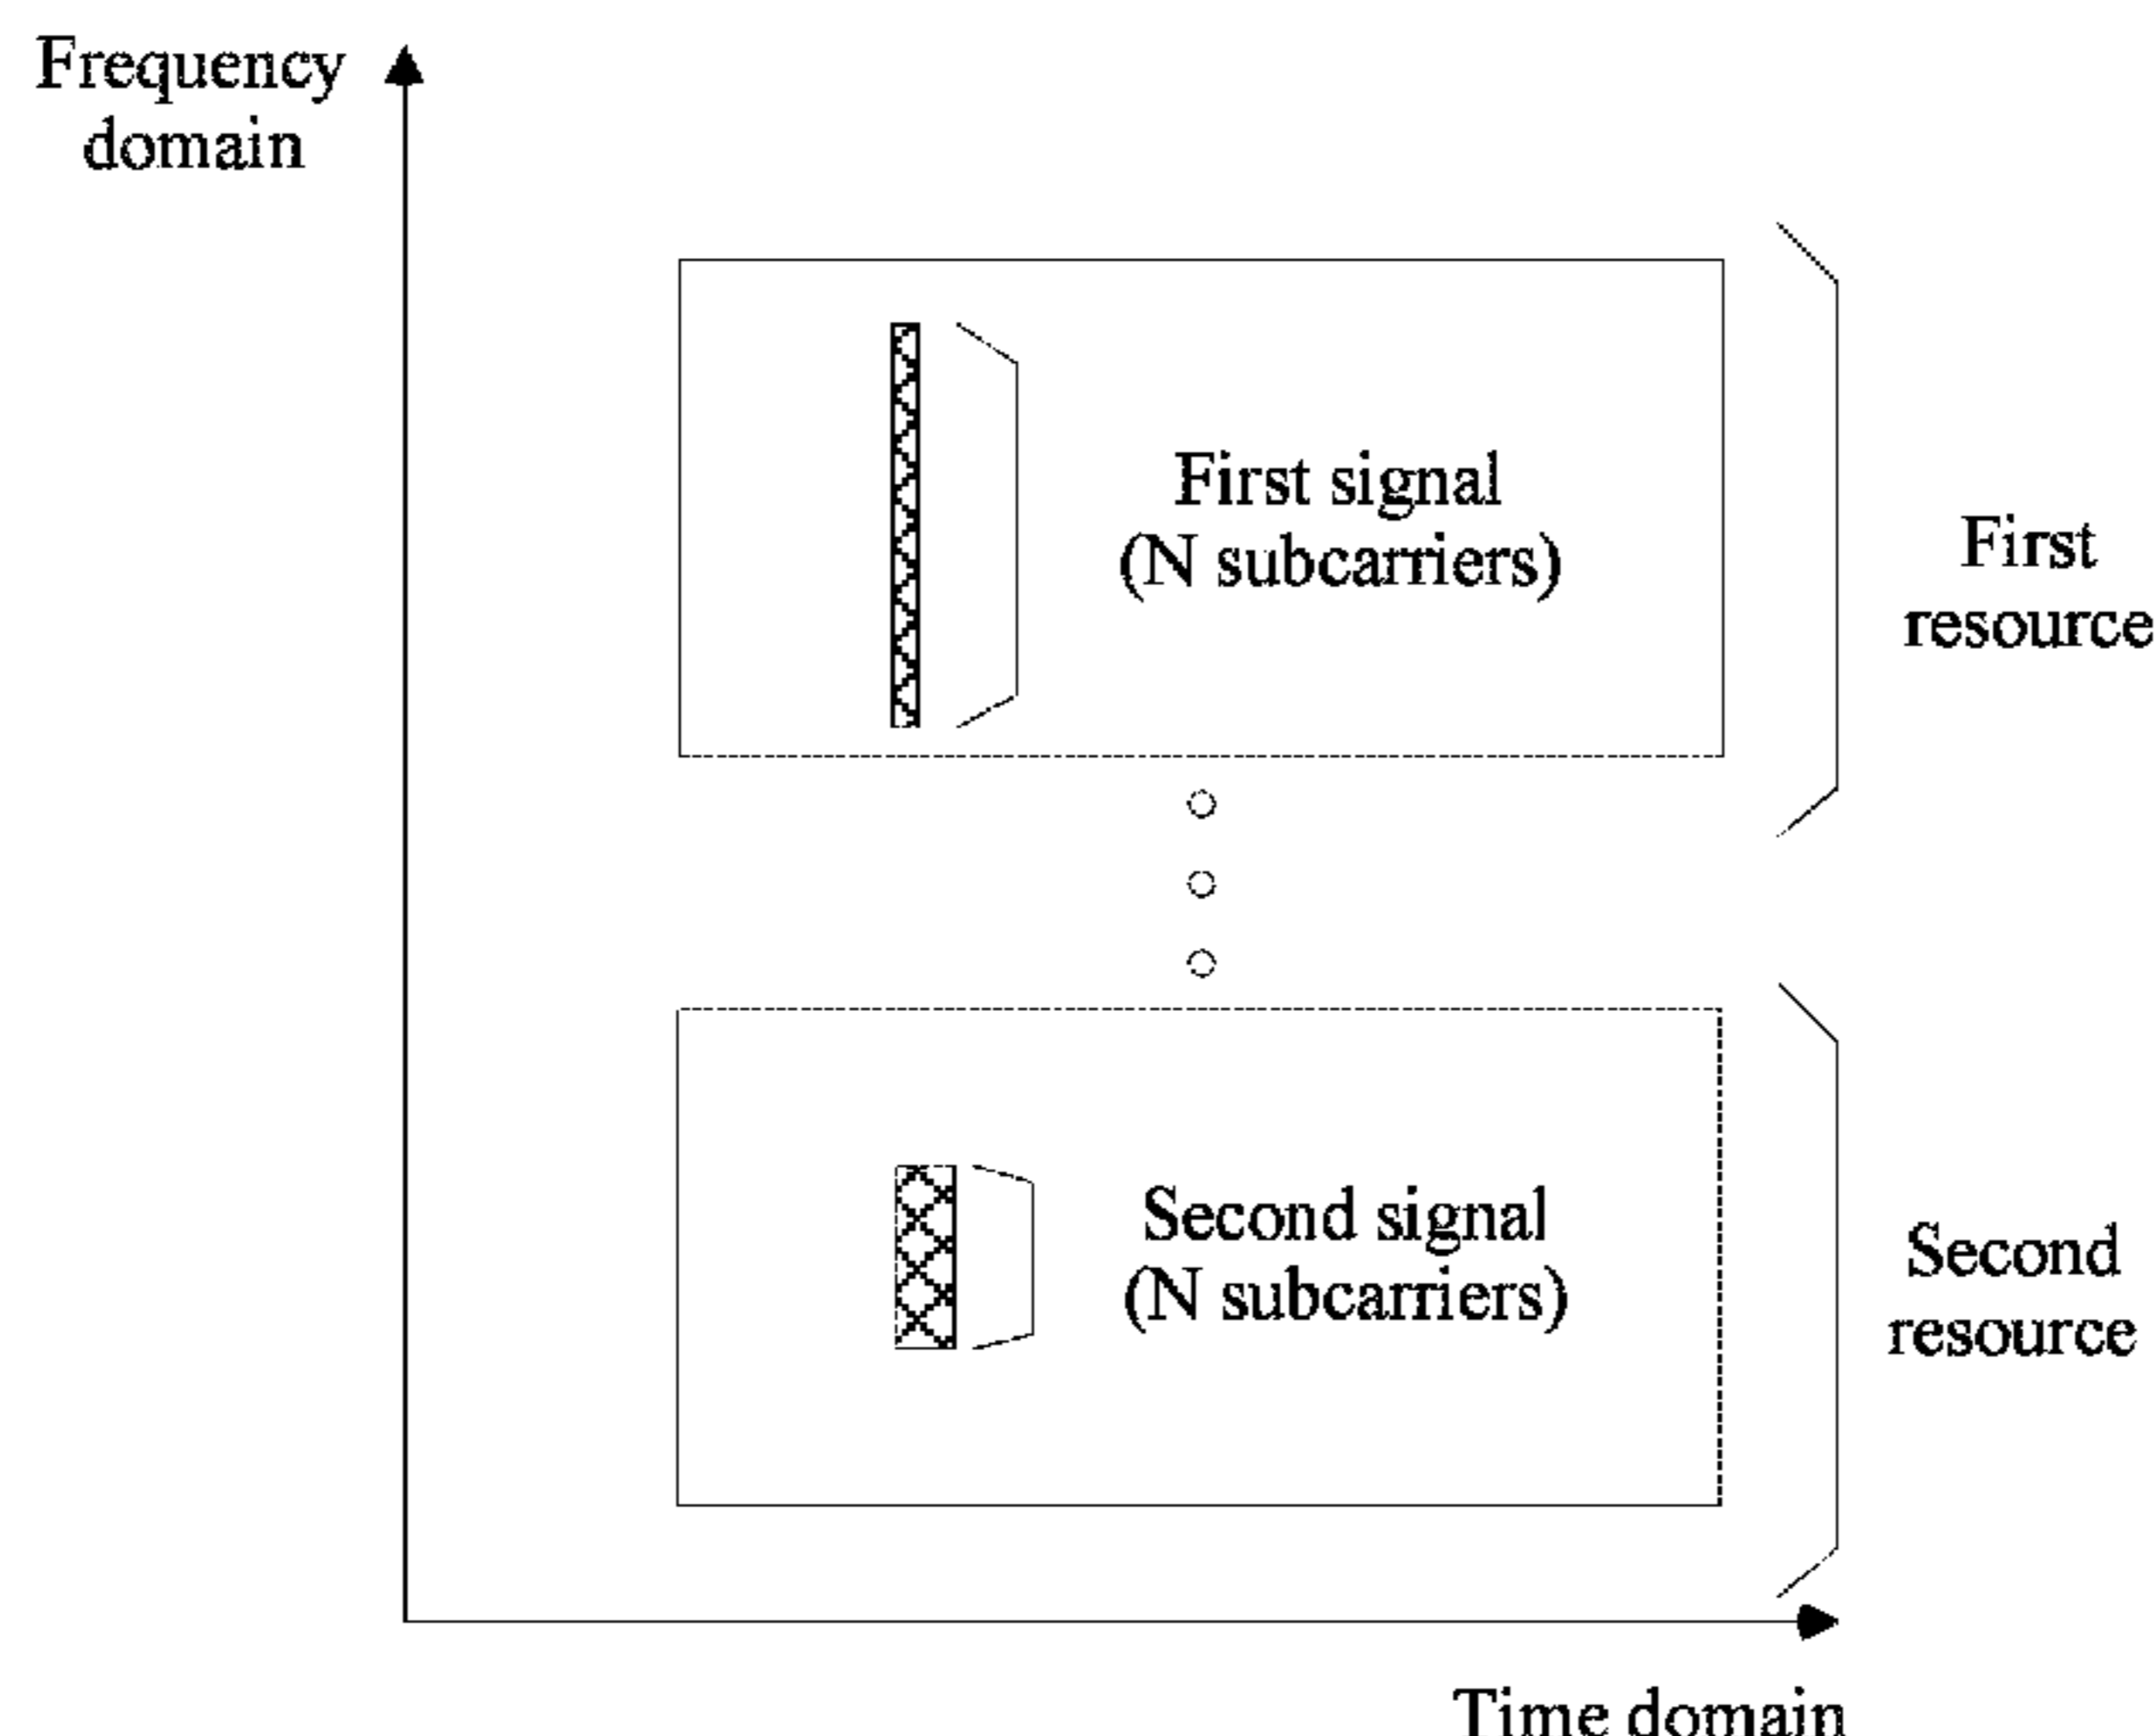 Frequency
domain
First signal
(N subcarriers)
First
resource
Second signal
(N subcarriers)
Second
resource
Time domain